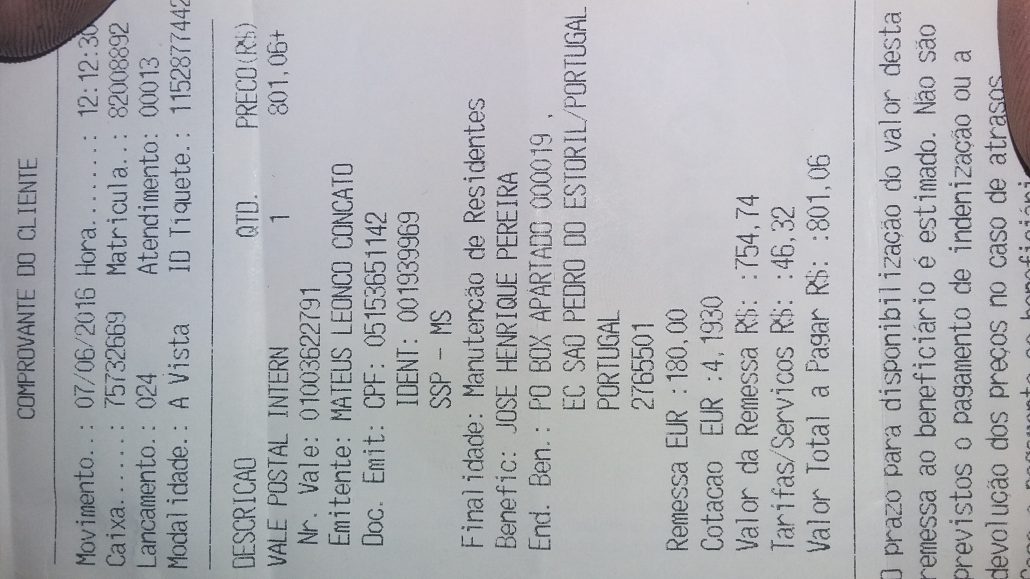 COMPROVANTE DO CLIENTE
Movimento..: 07/06/2016 Hora........: 12:12:30
Caixa......: 75732669 Matricula..: 82008892
Lancamento.: 024 Atendimento: 00013
Modalidade.: A Vista ID Tiquete.: 1152877442
DESCRICAO QTD. PRECO(R$)
VALE POSTAL INTERN 1 801,06+
Nr. Vale: 01003622791
Emitente: MATEUS LEONCO CONCATO
Doc. Emit: CPF: 05153651142
IDENT: 001939969
SSP - MS
Finalidade: Manutencao de Residentes
Benefic: JOSE HENRIQUE PEREIRA
End. Ben.: PO BOX APARTADO 000019 ,
EC SAO PEDRO DO ESTORIL/PORTUGAL
PORTUGAL
2765501
Remessa EUR :180,00
Cotacao EUR :4,1930
Valor da Remessa R$: :754,74
Tarifas/Servicos R$: :46,32
Valor Total a Pagar R$: :801,06
O prazo para disponibilização do valor desta
remessa ao beneficiário é estimado. Não são
previstos o pagamento de indenização ou a
devolução dos preços no caso de atrasos